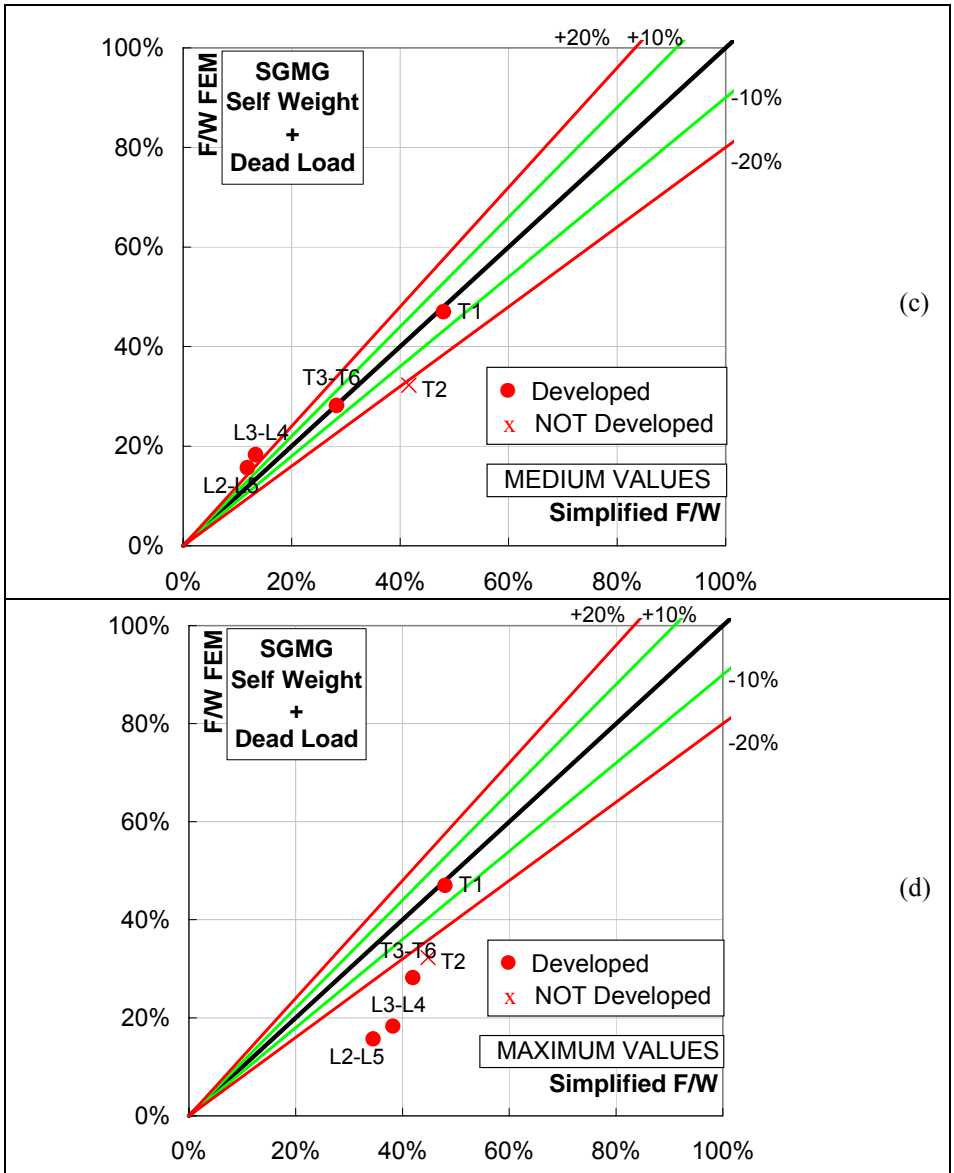 +20% +10%
100%
F/W FEM
SGMG
Self Weight
+
Dead Load
-10%
80%
-20%
60%
T1
(c)
40%
T3-T6
T2
Developed
x NOT Developed
L3-L4
20%
L2-L5
MEDIUM VALUES
Simplified F/W
0%
0% 20% 40% 60% 80% 100%
+20% +10%
100%
F/W FEM
SGMG
Self Weight
+
Dead Load
-10%
80%
-20%
60%
T1
(d)
40%
T3-T6
T2
Developed
x NOT Developed
L3-L4
20%
L2-L5
MAXIMUM VALUES
Simplified F/W
0%
0% 20% 40% 60% 80% 100%